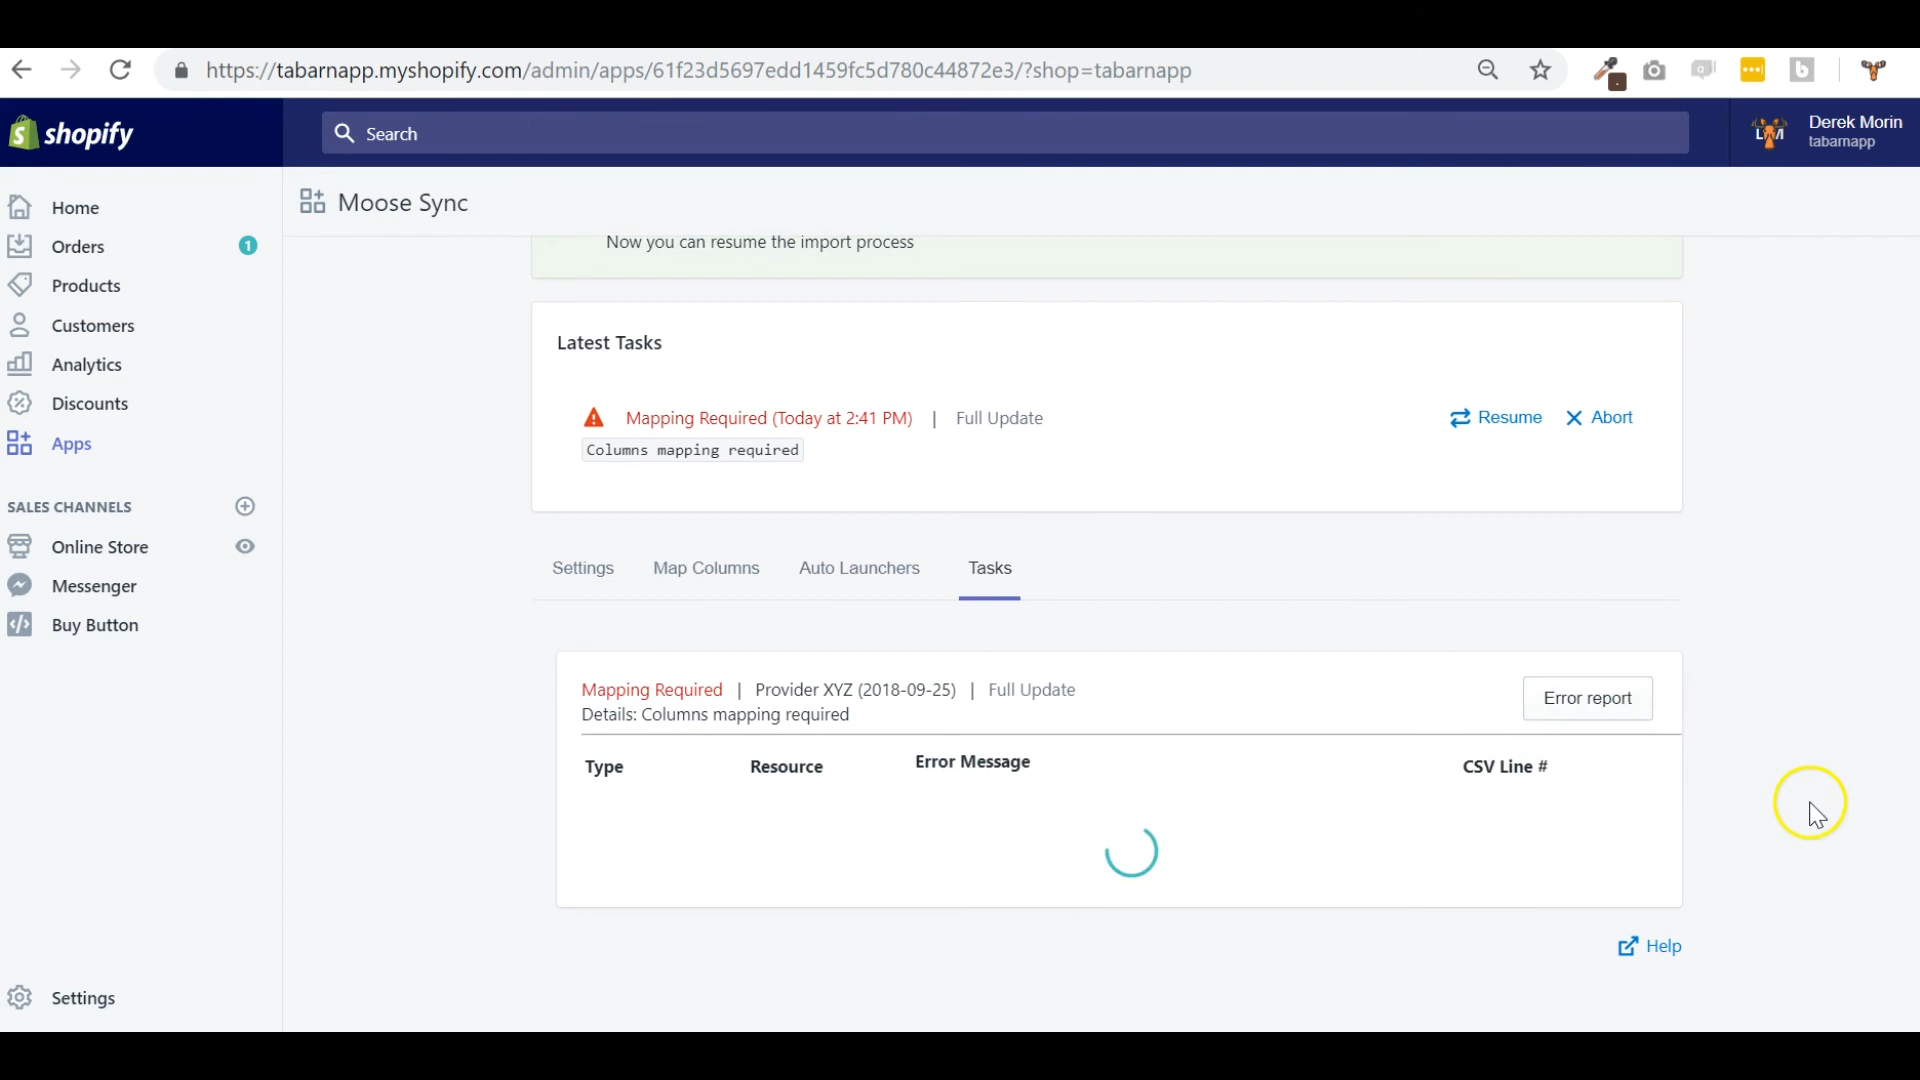 https://tabarnapp.myshopify.com/admin/apps/61f23d5697edd1459fc5d780c44872e3/?shop=tabarnapp
shopify
Search
Derek Morin
tabarnapp
Home
Orders 1
Products
Customers
Analytics
Discounts
Apps
SALES CHANNELS
Online Store
Messenger
Buy Button
Settings
Moose Sync
Now you can resume the import process
Latest Tasks
Mapping Required (Today at 2:41 PM) | Full Update Resume Abort
Columns mapping required
Settings Map Columns Auto Launchers Tasks
Mapping Required | Provider XYZ (2018-09-25) | Full Update
Error report
Details: Columns mapping required
Type Resource Error Message CSV Line #
Help